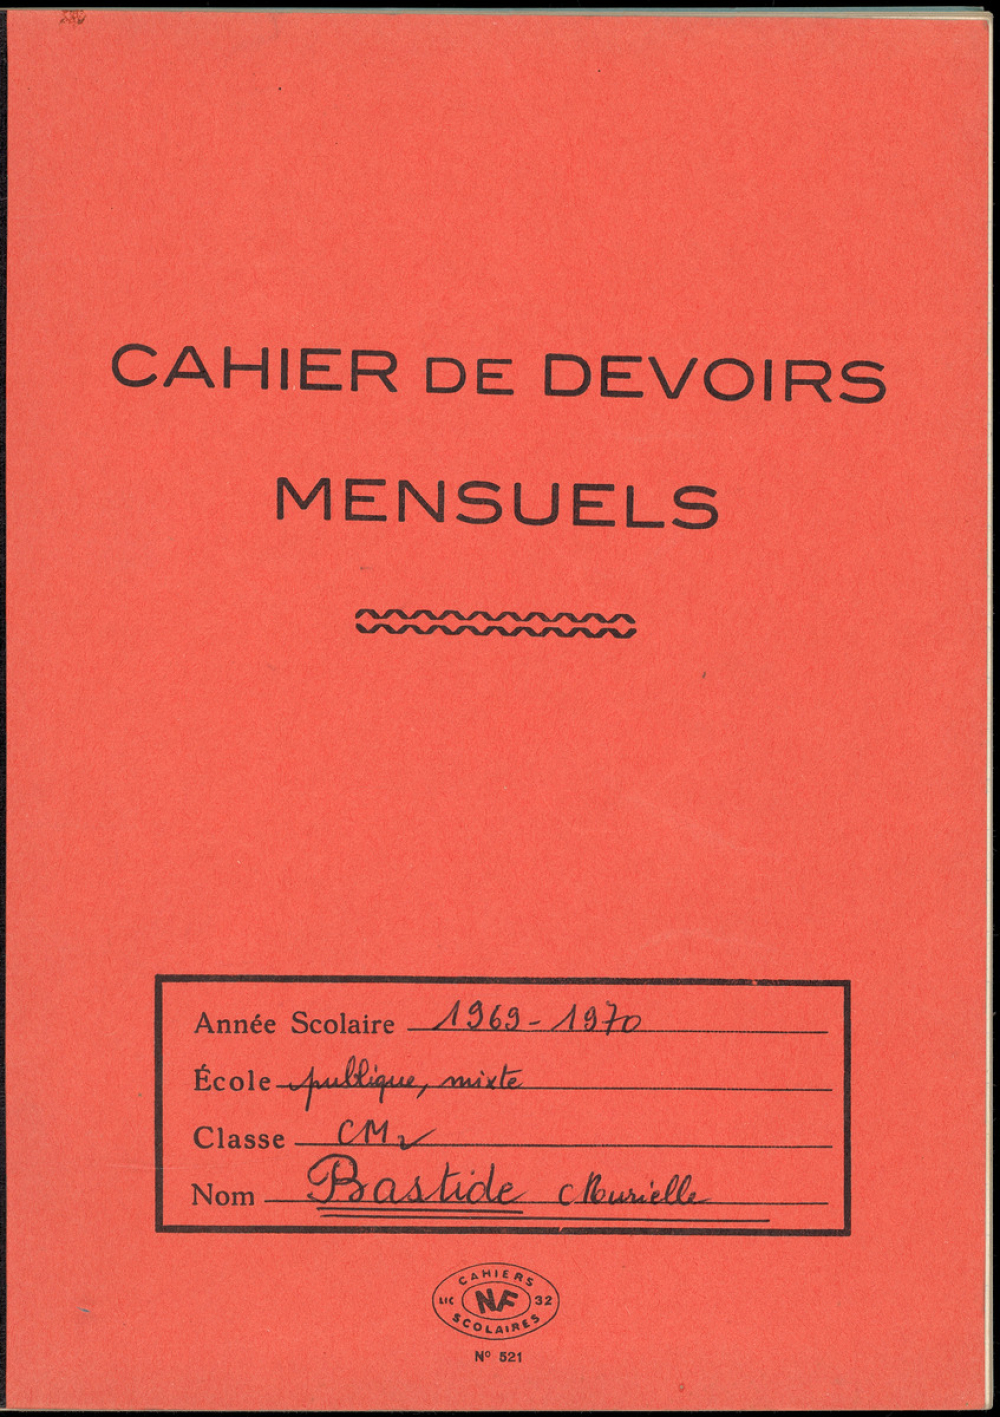 CAHIER DE DEVOIRS
MENSUELS
Année Scolaire 1969-1970
École publique, mixte
Classe CM2
Nom Bastide Murielle
CAHIERS
LIC NF 32
SCOLAIRES
Nº 521